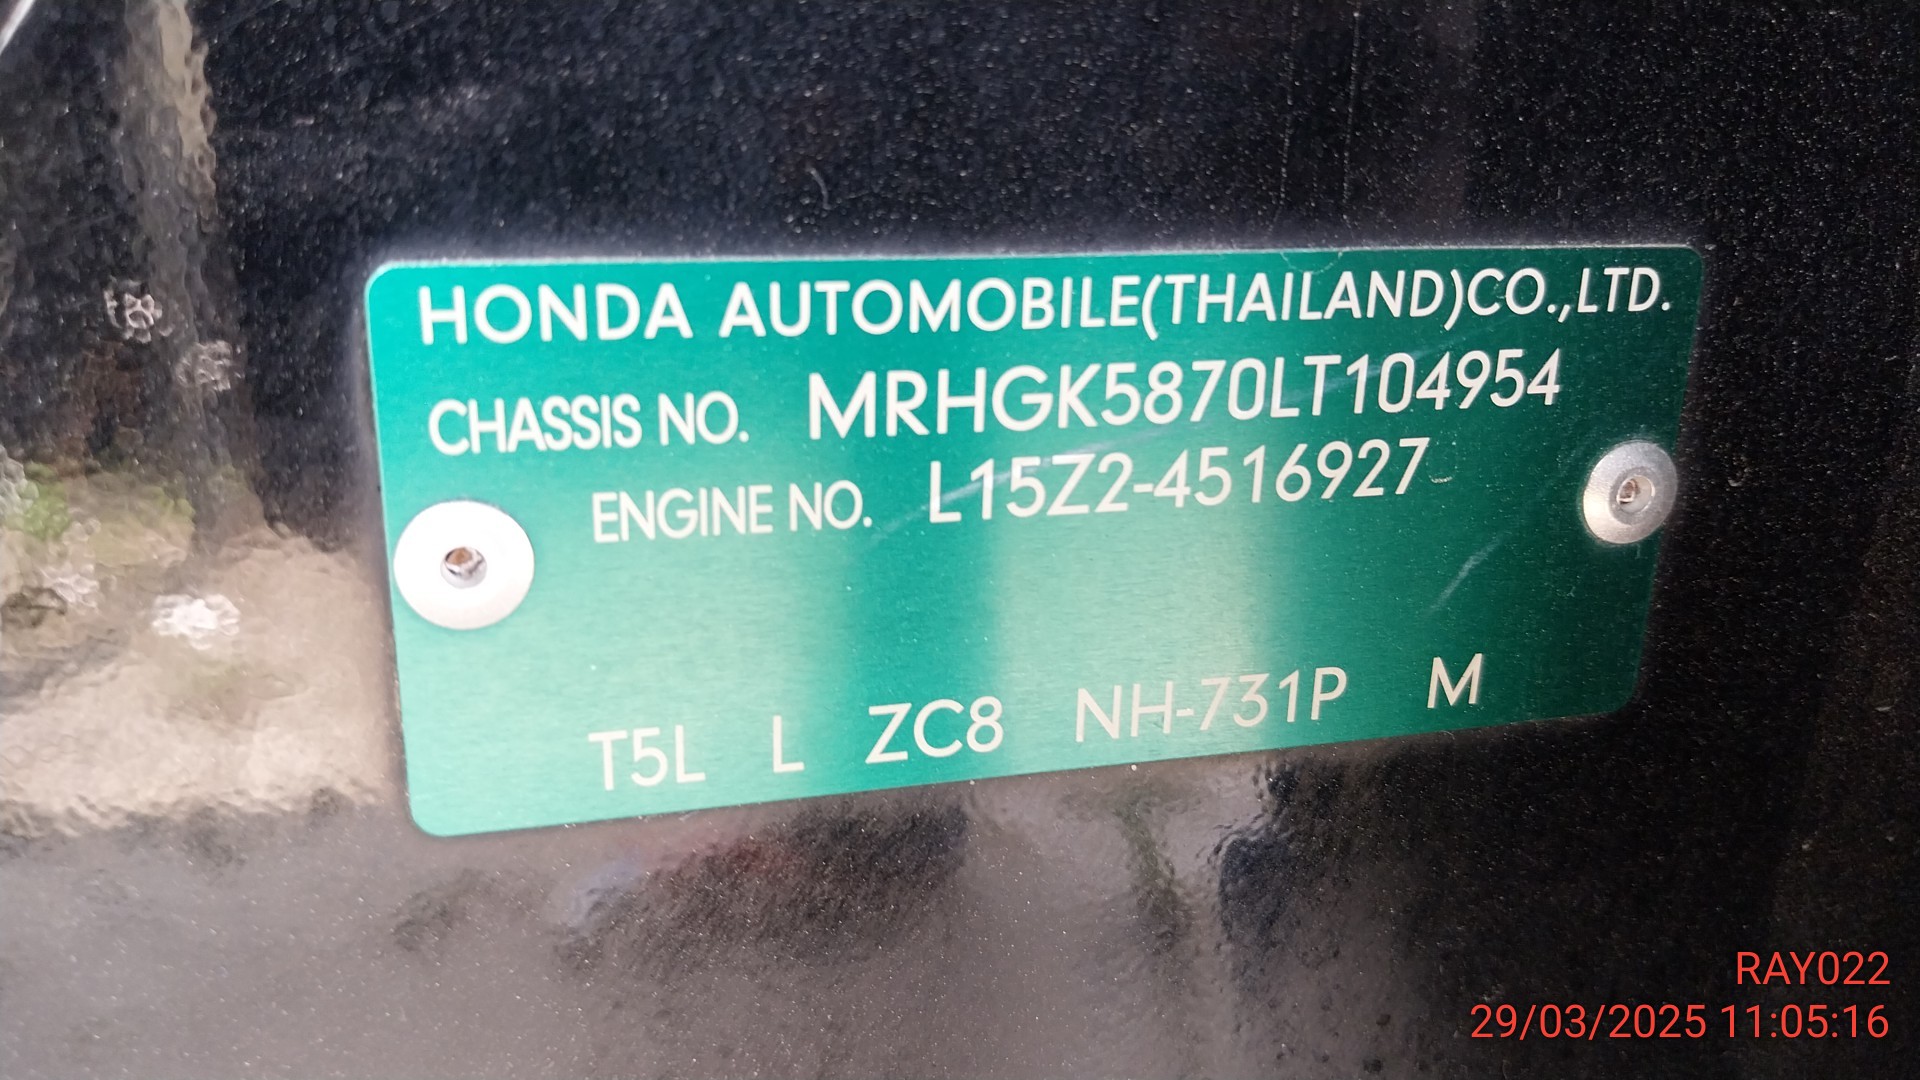 HONDA AUTOMOBILE(THAILAND)CO.,LTD.
CHASSIS NO. MRHGK5870LT104954
ENGINE NO. L15Z2-4516927
T5L L ZC8 NH-731P M
RAY022
29/03/2025 11:05:16